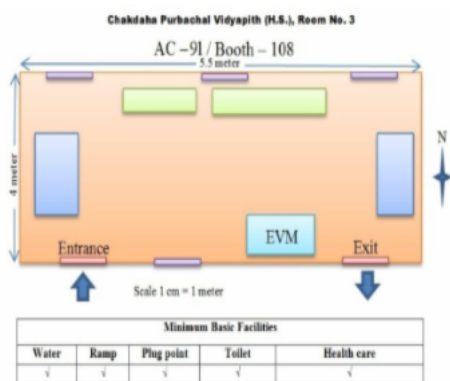 Chakdaha Purbachal Vidyapith (H.S.), Room No. 3
AC –91/ Booth – 108
5.5 meter
4 meter
N
EVM
Entrance
Exit
Scale 1 cm = 1 meter
Minimum Basic Facilities
Water Ramp Plug point Toilet Health care
√ √ √ √ √